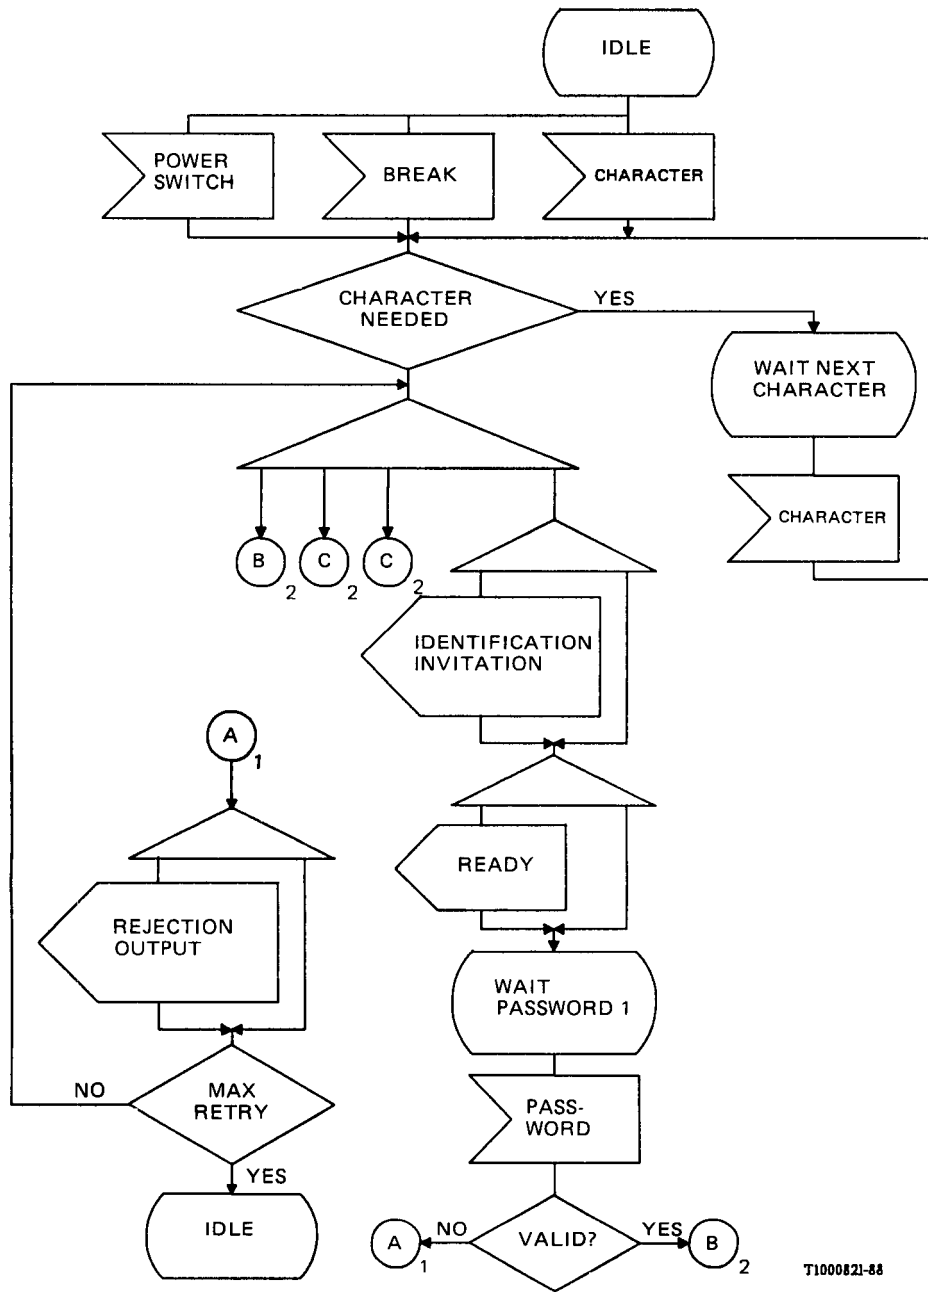 IDLE
POWER
SWITCH
BREAK
CHARACTER
CHARACTER
NEEDED
YES
WAIT NEXT
CHARACTER
CHARACTER
B
2
C
2
C
2
IDENTIFICATION
INVITATION
A
1
READY
REJECTION
OUTPUT
WAIT
PASSWORD 1
NO
MAX
RETRY
PASS-
WORD
YES
IDLE
A
1
NO
VALID?
YES
B
2
T1000821-88